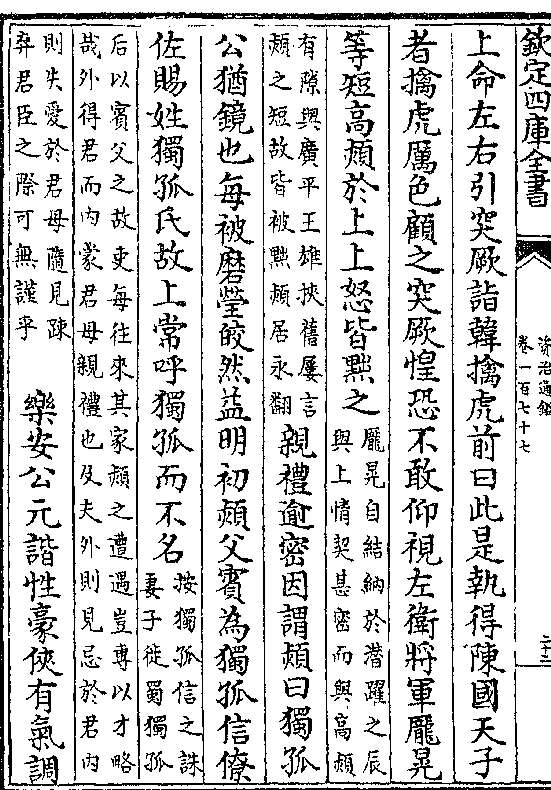 欽定四庫全書
資治通鑑
卷一百七十七
二十二
上命左右引突厥詣韓擒虎前曰此是執得陳國天子
者擒虎厲色顧之突厥惶恐不敢仰視左衛將軍龐晃
等短高熲於上上怒皆黜之
龐晃自結納於潛躍之辰
與上情契甚密而與高熲
有隙與廣平王雄挾舊屢言
熲之短故皆被黜熲居永翻
親禮逾密因謂熲曰獨孤
公猶鏡也每被磨瑩皎然益明初熲父賓為獨孤信僚
佐賜姓獨孤氏故上常呼獨孤而不名
按獨孤信之誅
妻子徙蜀獨孤
后以賓父之故吏每往來其家熲之遭遇豈專以才略
哉外得君而内蒙君母親禮也及夫外則見忌於君内
則失愛於君母隨見疎
弃君臣之際可無謹乎
樂安公元諧性豪俠有氣調